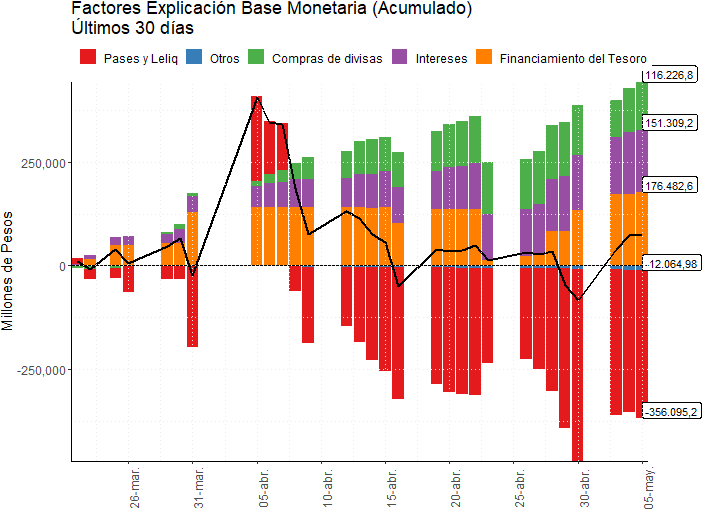 Factores Explicación Base Monetaria (Acumulado)
Últimos 30 días
Pases y Leliq
Otros
Compras de divisas
Intereses
Financiamiento del Tesoro
Millones de Pesos
250,000
0
-250,000
116.226,8
151.309,2
176.482,6
-12.064,98
-356.095,2
26-mar.
31-mar.
05-abr.
10-abr.
15-abr.
20-abr.
25-abr.
30-abr.
05-may.